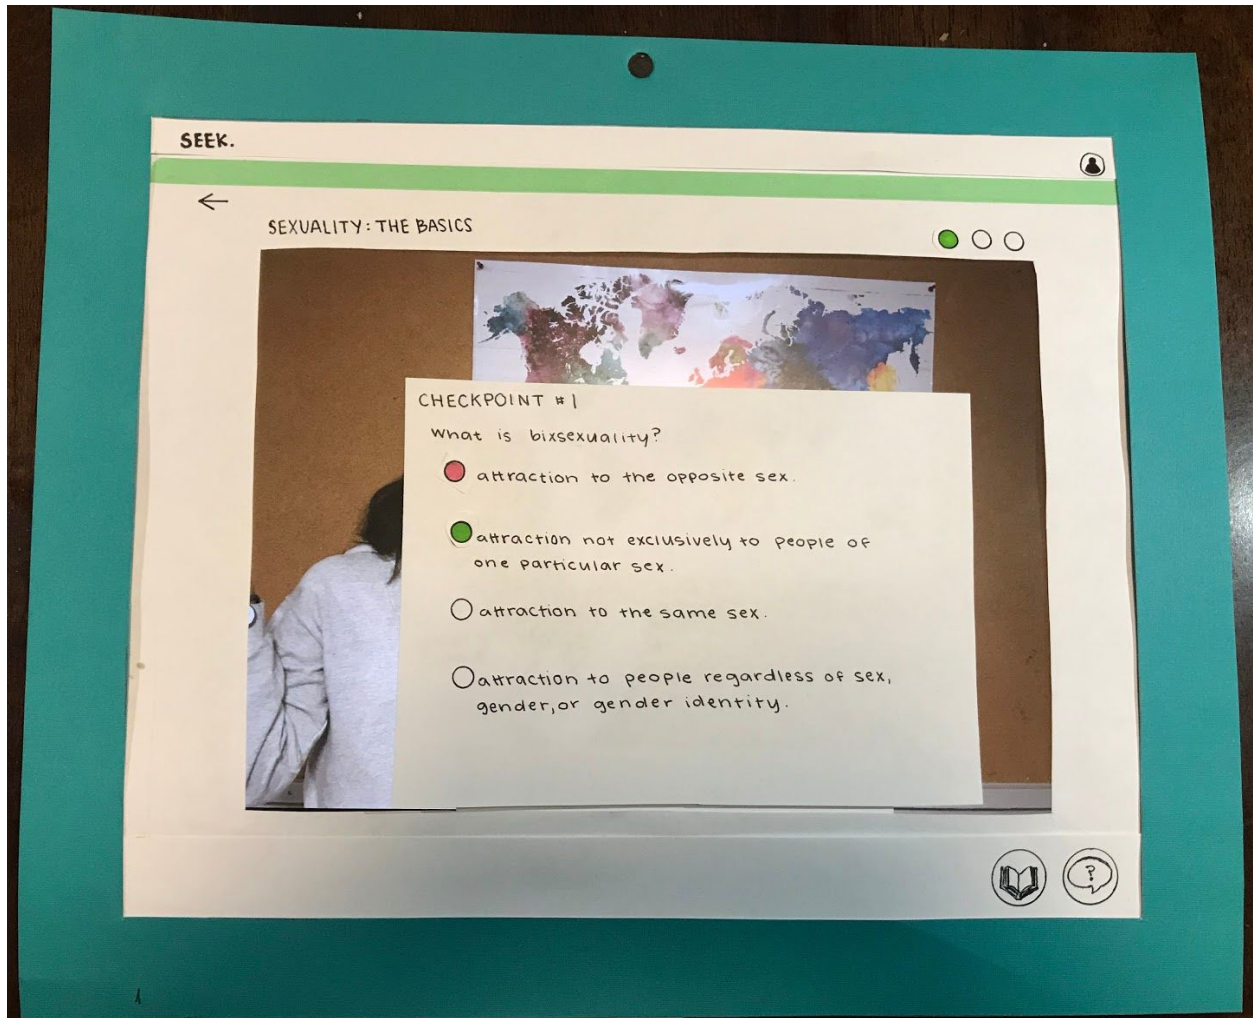 SEEK.
SEXUALITY: THE BASICS
CHECKPOINT #1
What is bixsexuality?
attraction to the opposite sex.
attraction not exclusively to people of
one particular sex.
attraction to the same sex.
attraction to people regardless of sex,
gender, or gender identity.
?
1